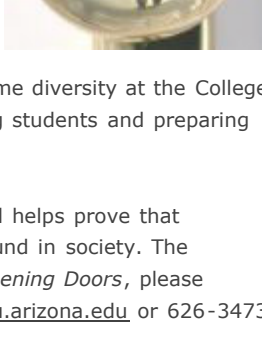 me diversity at the College
g students and preparing
helps prove that
und in society. The
ening Doors, please
u.arizona.edu or 626-3473